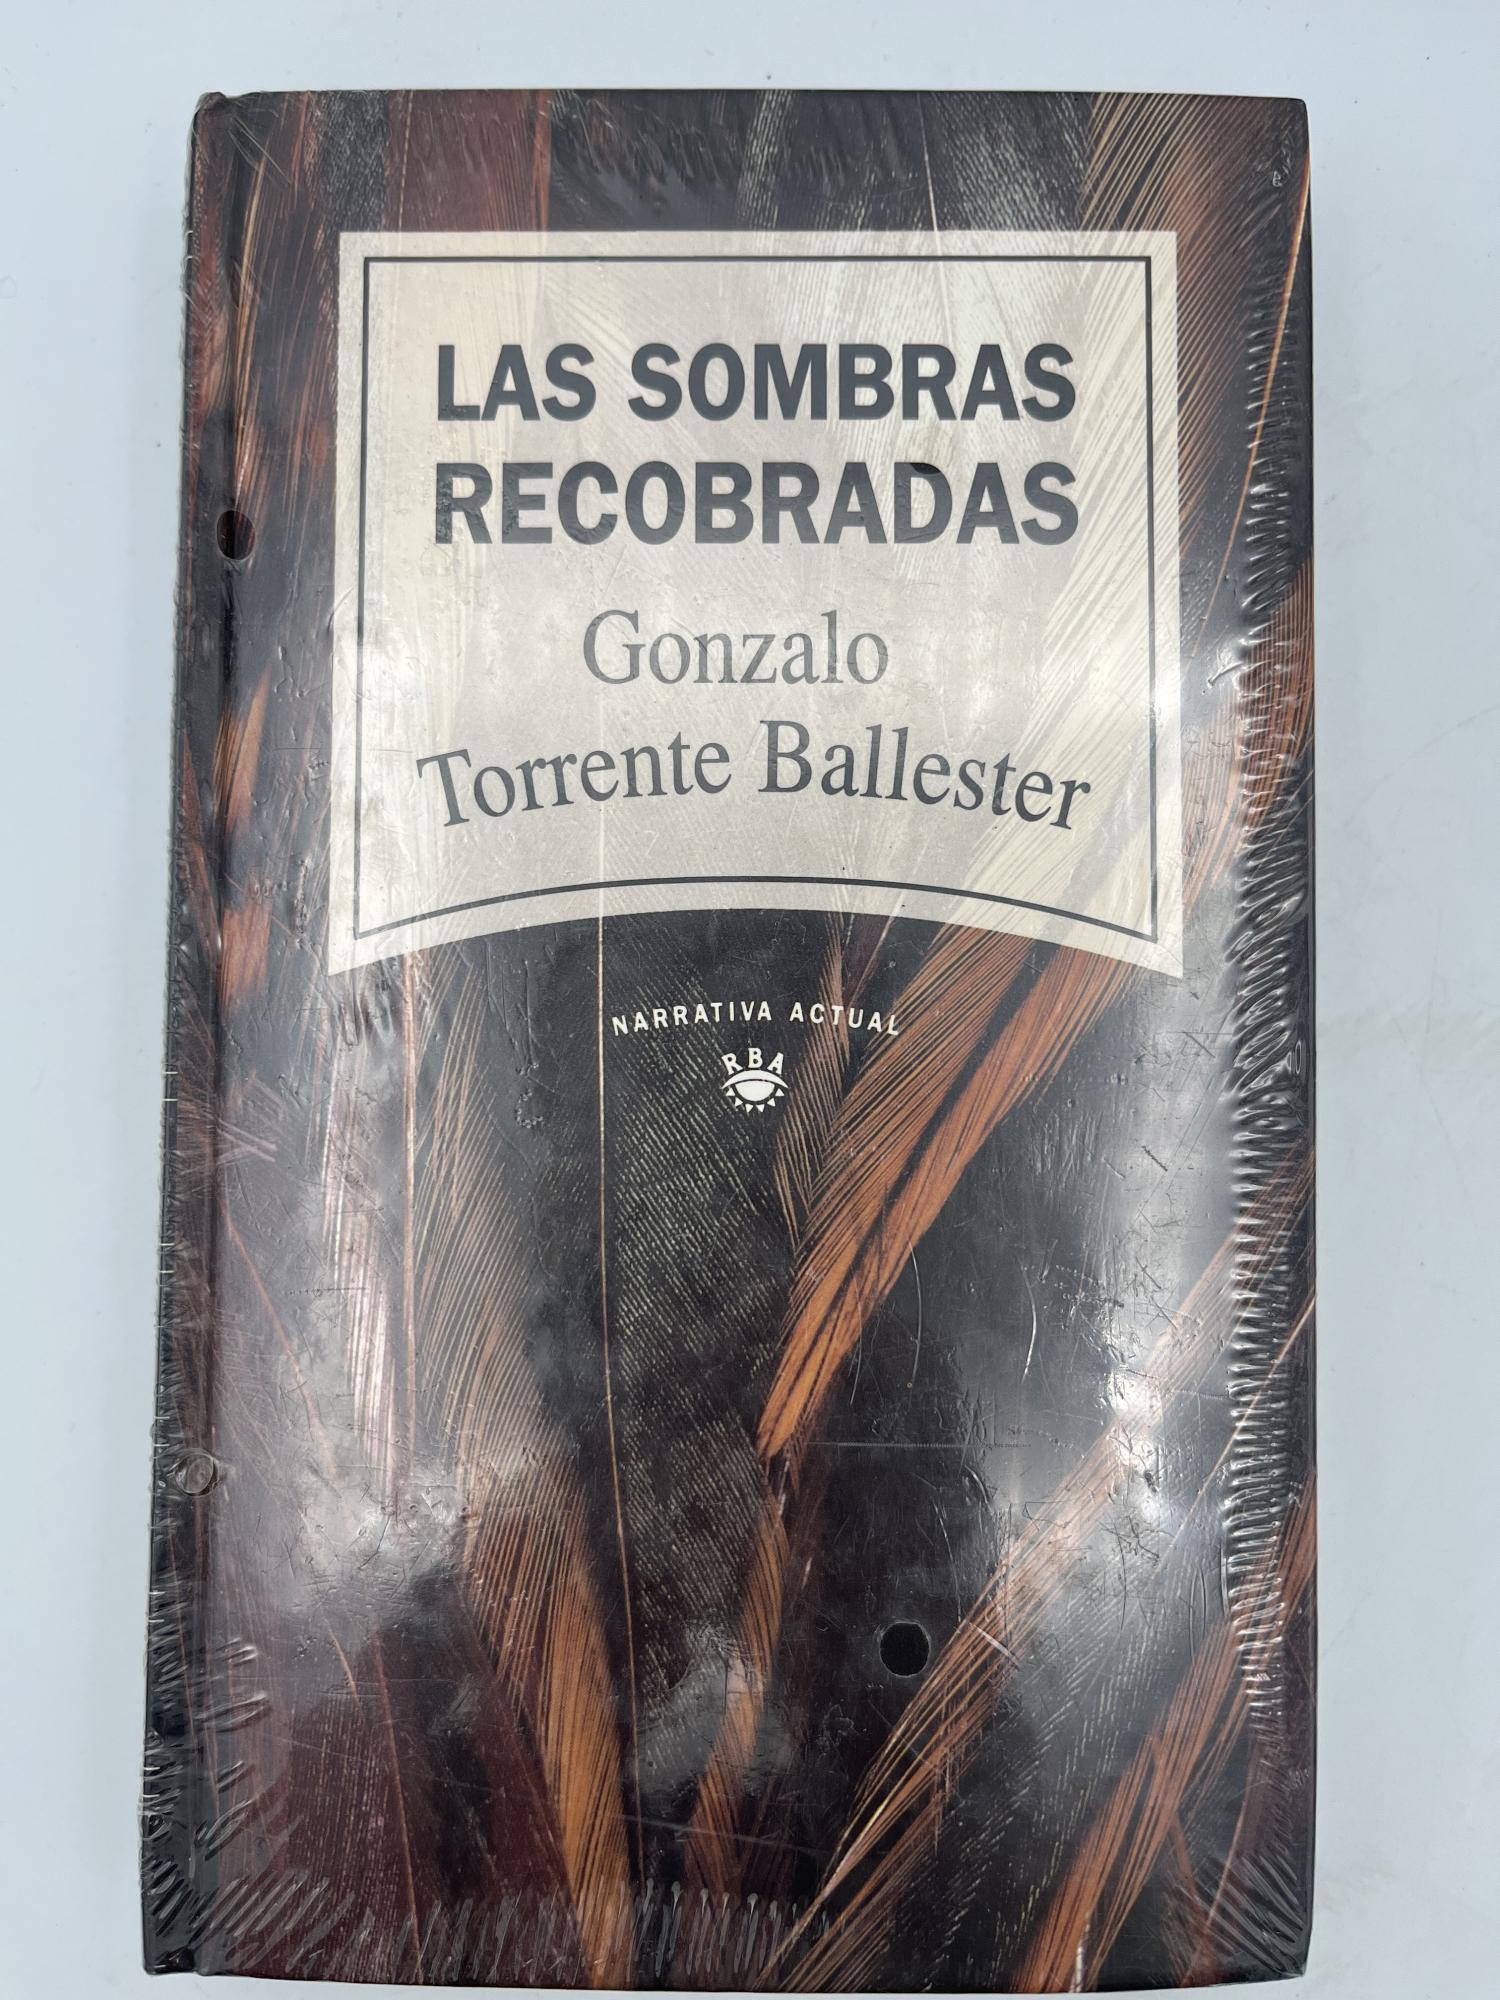 LAS SOMBRAS
RECOBRADAS
Gonzalo
Torrente Ballester
NARRATIVA ACTUAL
RBA